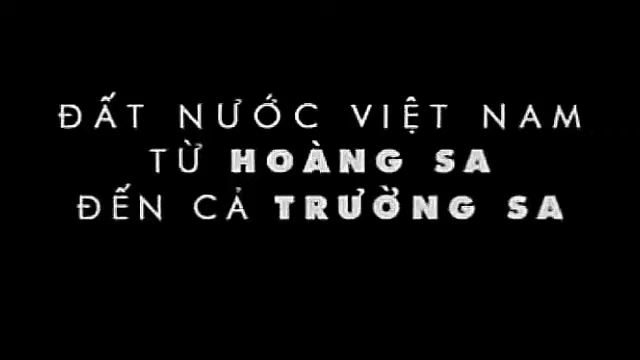 ĐẤT NƯỚC VIỆT NAM
TỪ HOÀNG SA
ĐẾN CẢ TRƯỜNG SA